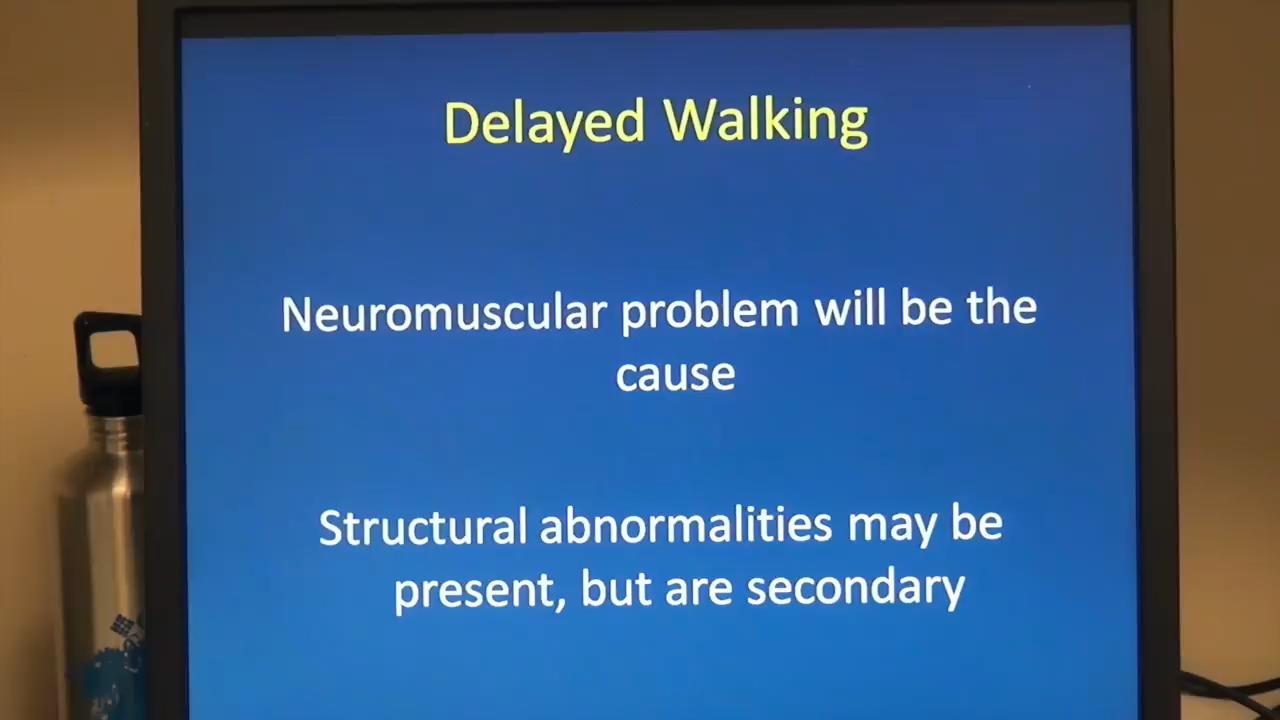 Delayed Walking
Neuromuscular problem will be the
cause
Structural abnormalities may be
present, but are secondary